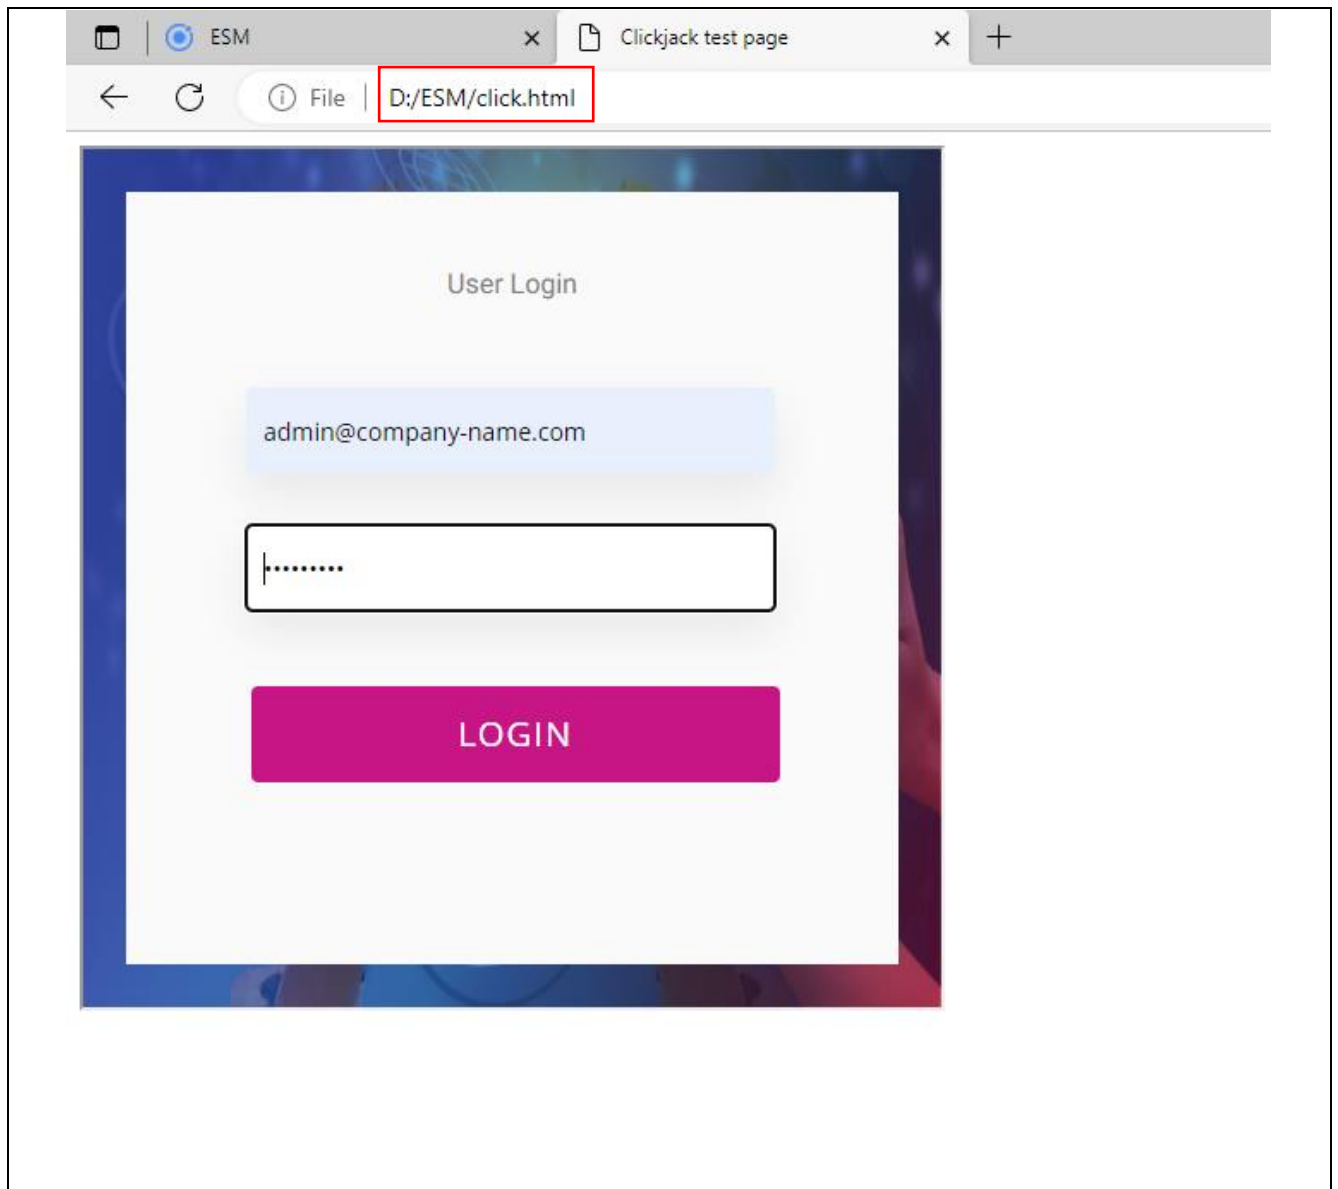 ESM
Clickjack test page
File
D:/ESM/click.html
User Login
admin@company-name.com
•••••••••
LOGIN